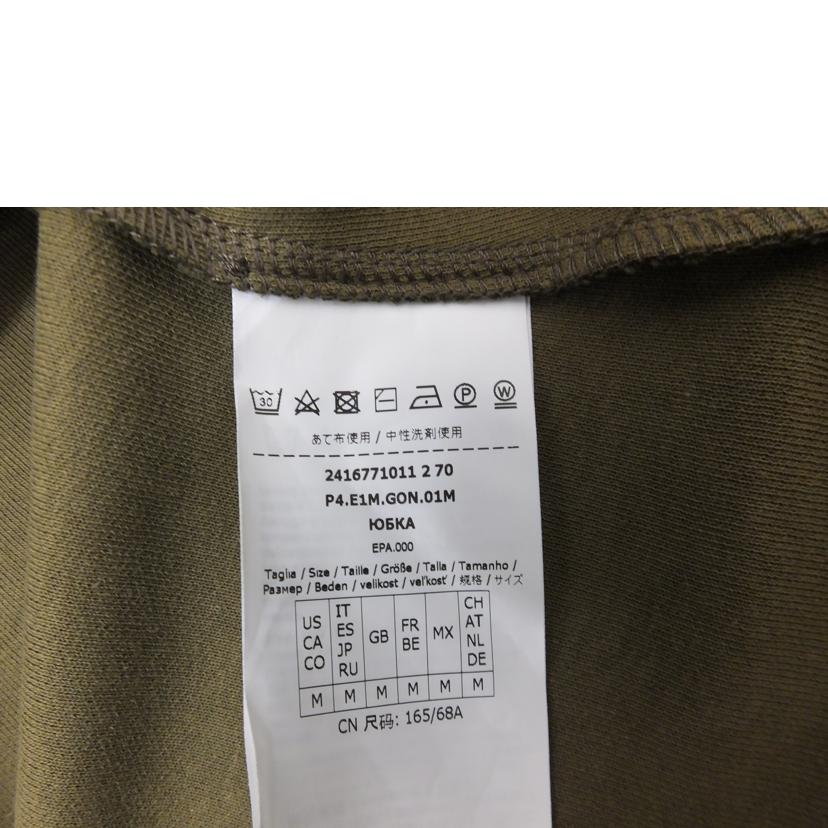 30 P W
あて布使用 / 中性洗剤使用
2416771011 2 70
P4.E1M.GON.01M
ЮБКА
EPA.000
Taglia / Size / Taille / Größe / Talla / Tamanho /
Размер / Beden / velikost / veľkosť / 规格 / サイズ
US CA CO
IT ES JP RU
GB
FR BE
MX
CH AT NL DE
M M M M M M
CN 尺码: 165/68A